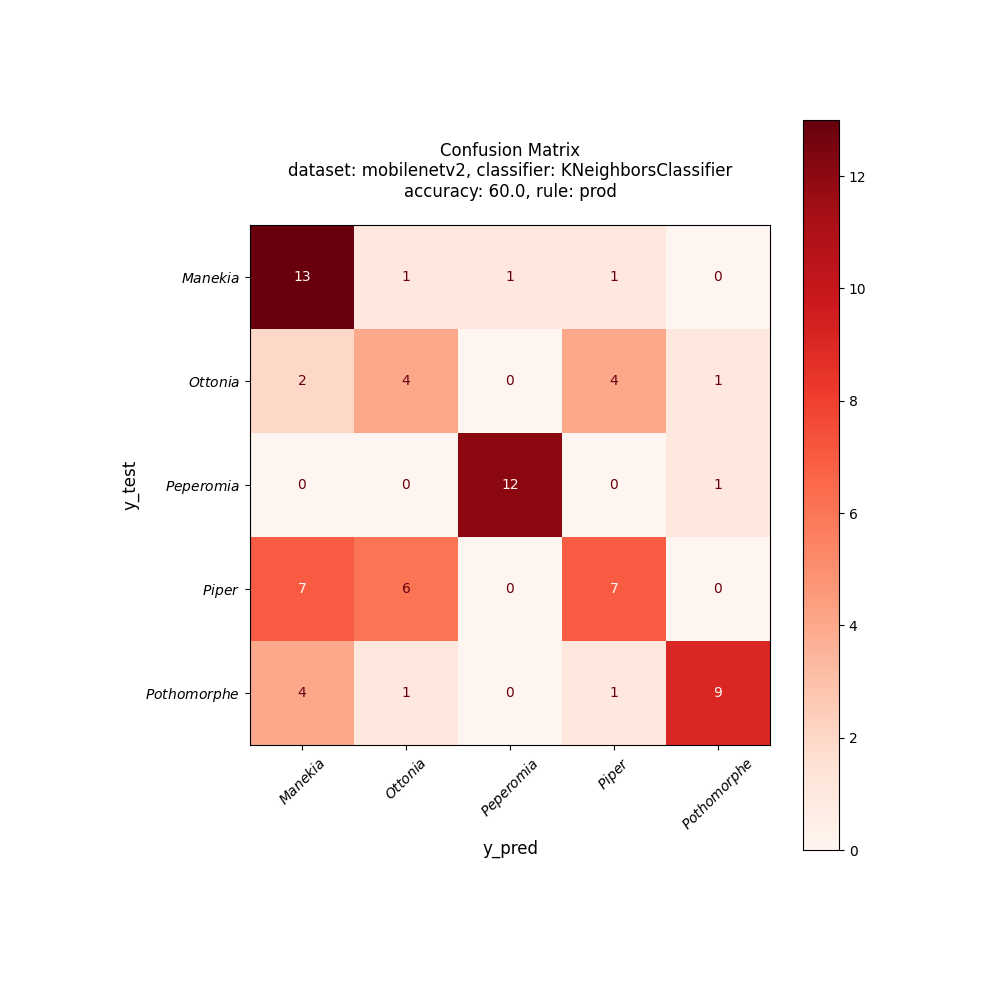 Confusion Matrix
dataset: mobilenetv2, classifier: KNeighborsClassifier
accuracy: 60.0, rule: prod
Manekia 13 1 1 1 0
Ottonia 2 4 0 4 1
Peperomia 0 0 12 0 1
Piper 7 6 0 7 0
Pothomorphe 4 1 0 1 9
Manekia Ottonia Peperomia Piper Pothomorphe
y_pred
y_test
12
10
8
6
4
2
0